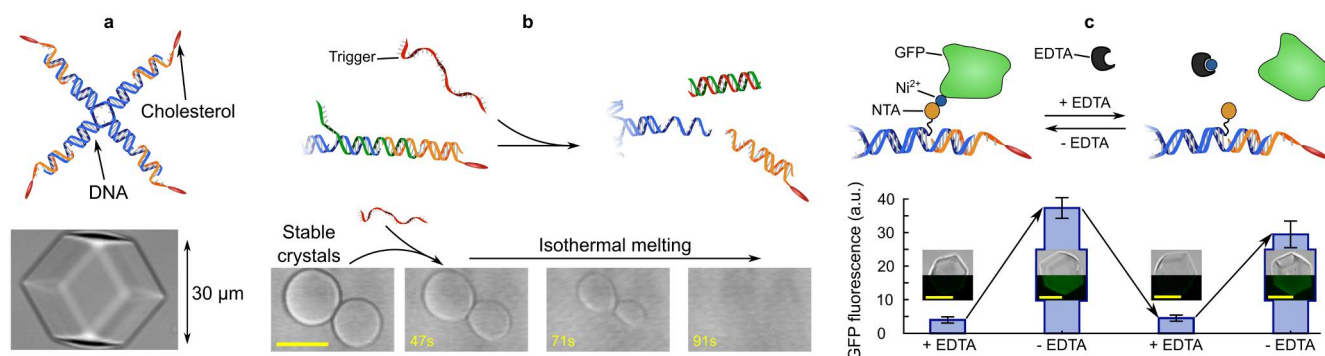 a
Cholesterol
DNA
30 µm
b
Trigger
Stable
crystals
Isothermal melting
47s
71s
91s
c
GFP
EDTA
Ni2+
NTA
+ EDTA
- EDTA
GFP fluorescence (a.u.)
40
30
20
10
0
+ EDTA
- EDTA
+ EDTA
- EDTA